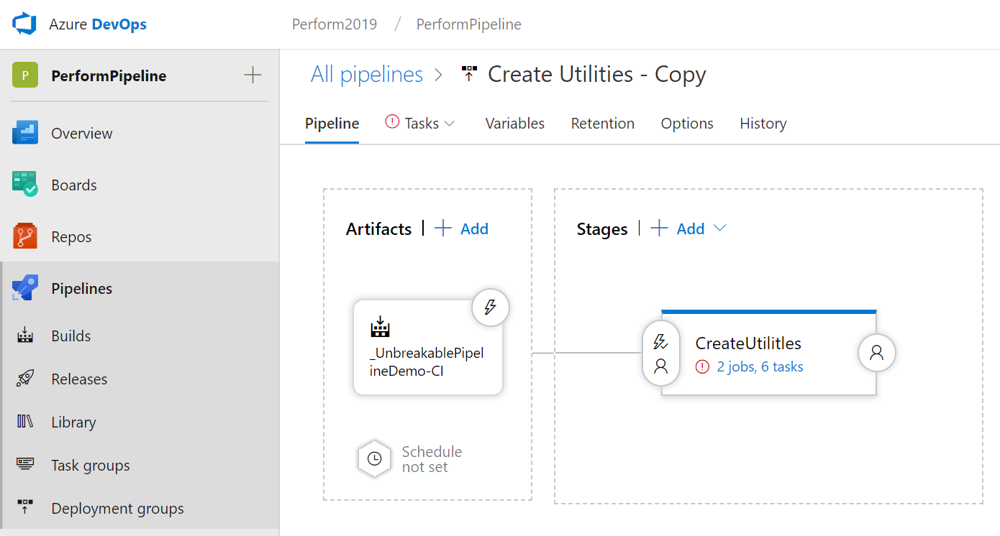 Azure DevOps
Perform2019 / PerformPipeline
P PerformPipeline
All pipelines > Create Utilities - Copy
Pipeline Tasks Variables Retention Options History
Overview
Boards
Repos
Pipelines
Builds
Releases
Library
Task groups
Deployment groups
Artifacts | + Add
_UnbreakablePipel
ineDemo-CI
Schedule
not set
Stages | + Add
CreateUtilitles
2 jobs, 6 tasks